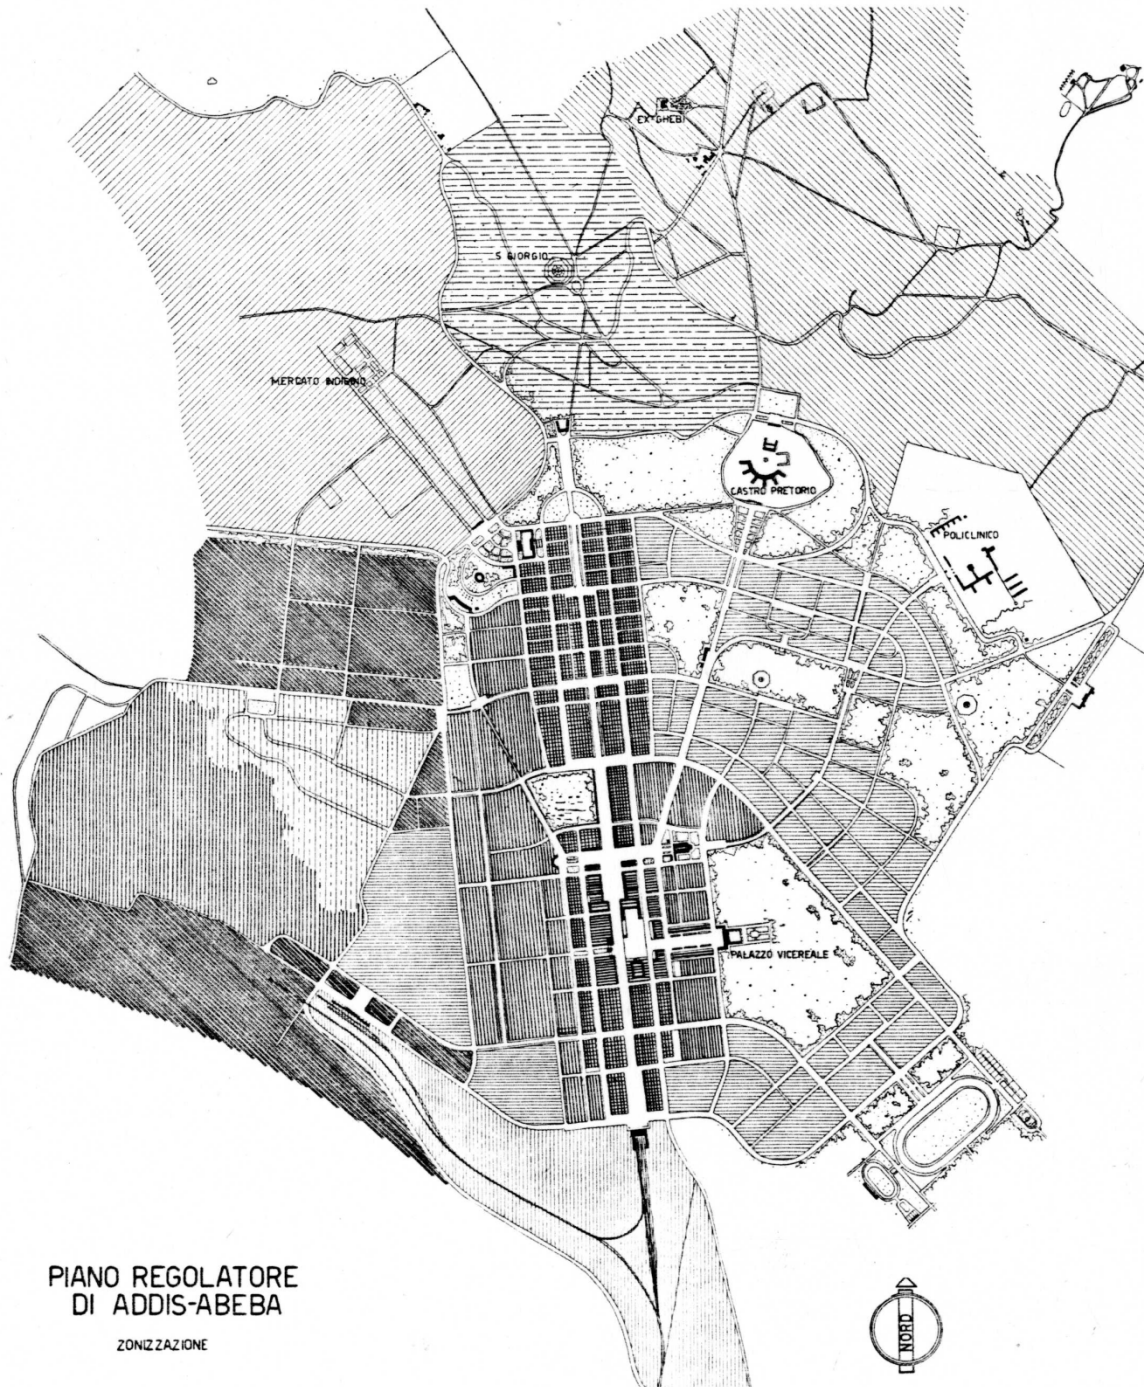 EX GHEBI
S GIORGIO
MERCATO INDIGENO
CASTRO PRETORIO
POLICLINICO
PALAZZO VICEREALE
PIANO REGOLATORE
DI ADDIS-ABEBA
ZONIZZAZIONE
NORD